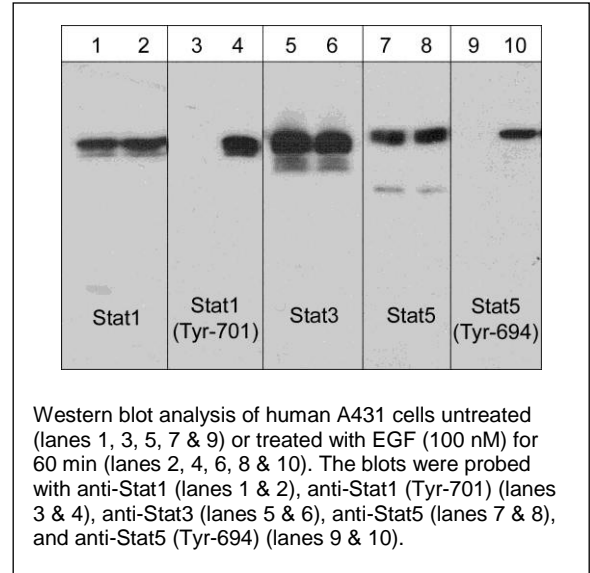 1 2 3 4 5 6 7 8 9 10
Stat1 Stat1 (Tyr-701) Stat3 Stat5 Stat5 (Tyr-694)
Western blot analysis of human A431 cells untreated
(lanes 1, 3, 5, 7 & 9) or treated with EGF (100 nM) for
60 min (lanes 2, 4, 6, 8 & 10). The blots were probed
with anti-Stat1 (lanes 1 & 2), anti-Stat1 (Tyr-701) (lanes
3 & 4), anti-Stat3 (lanes 5 & 6), anti-Stat5 (lanes 7 & 8),
and anti-Stat5 (Tyr-694) (lanes 9 & 10).